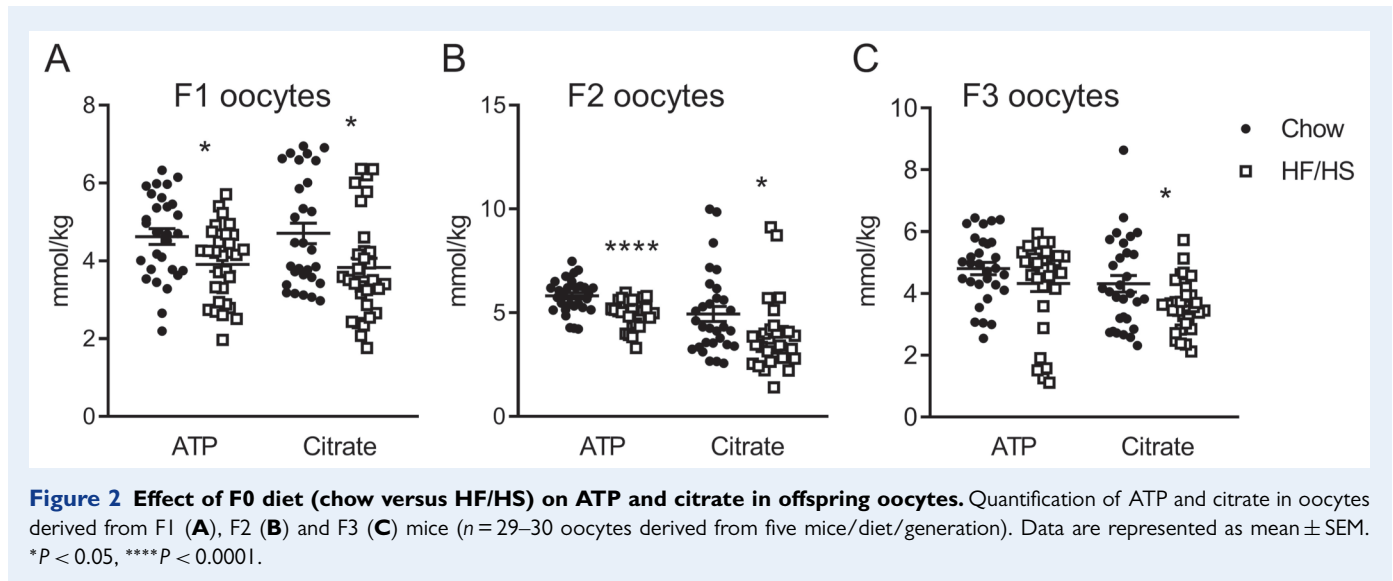 A
F1 oocytes
8
6
4
2
0
mmol/kg
*
*
ATP
Citrate
B
F2 oocytes
15
10
5
0
mmol/kg
****
*
ATP
Citrate
C
F3 oocytes
10
8
6
4
2
0
mmol/kg
*
ATP
Citrate
Chow
HF/HS
Figure 2 Effect of F0 diet (chow versus HF/HS) on ATP and citrate in offspring oocytes. Quantification of ATP and citrate in oocytes
derived from F1 (A), F2 (B) and F3 (C) mice (n = 29–30 oocytes derived from five mice/diet/generation). Data are represented as mean ± SEM.
*P < 0.05, ****P < 0.0001.